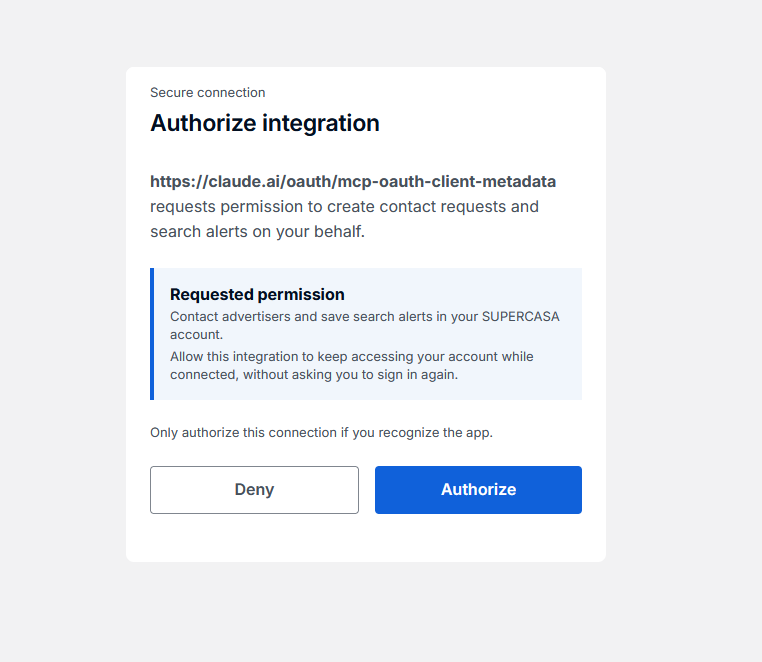 Secure connection
Authorize integration
https://claude.ai/oauth/mcp-oauth-client-metadata
requests permission to create contact requests and
search alerts on your behalf.
Requested permission
Contact advertisers and save search alerts in your SUPERCASA
account.
Allow this integration to keep accessing your account while
connected, without asking you to sign in again.
Only authorize this connection if you recognize the app.
Deny
Authorize